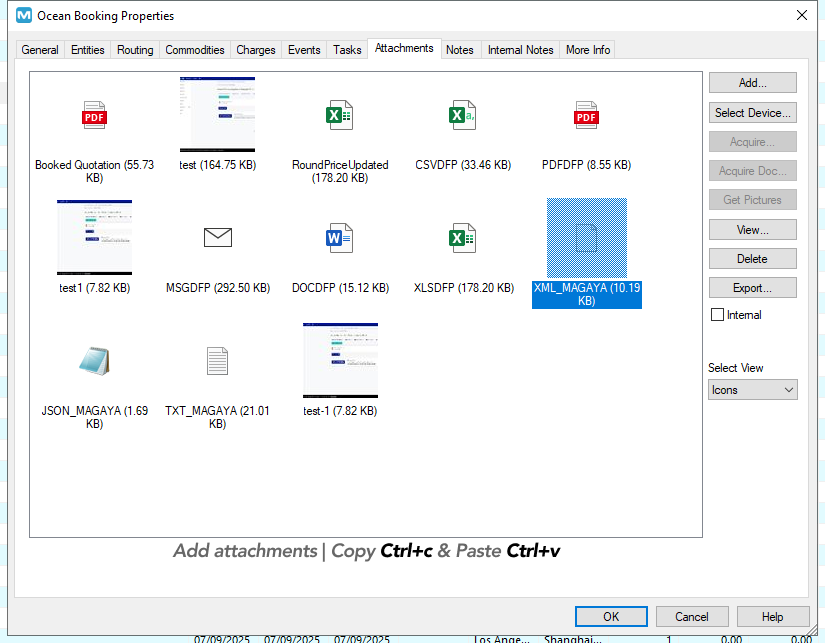 Ocean Booking Properties
General Entities Routing Commodities Charges Events Tasks Attachments Notes Internal Notes More Info
PDF
PDF
Booked Quotation (55.73
KB)
test (164.75 KB)
RoundPriceUpdated
(178.20 KB)
CSVDFP (33.46 KB)
PDFDFP (8.55 KB)
test1 (7.82 KB)
MSGDFP (292.50 KB)
DOCDFP (15.12 KB)
XLSDFP (178.20 KB)
XML_MAGAYA (10.19
KB)
JSON_MAGAYA (1.69
KB)
TXT_MAGAYA (21.01
KB)
test-1 (7.82 KB)
Add...
Select Device...
Acquire...
Acquire Doc...
Get Pictures
View...
Delete
Export...
Internal
Select View
Icons
Add attachments | Copy Ctrl+c & Paste Ctrl+v
OK Cancel Help
07/09/2025 07/09/2025 07/09/2025 Los Ange... Shanghai... 1 0.00 0.00